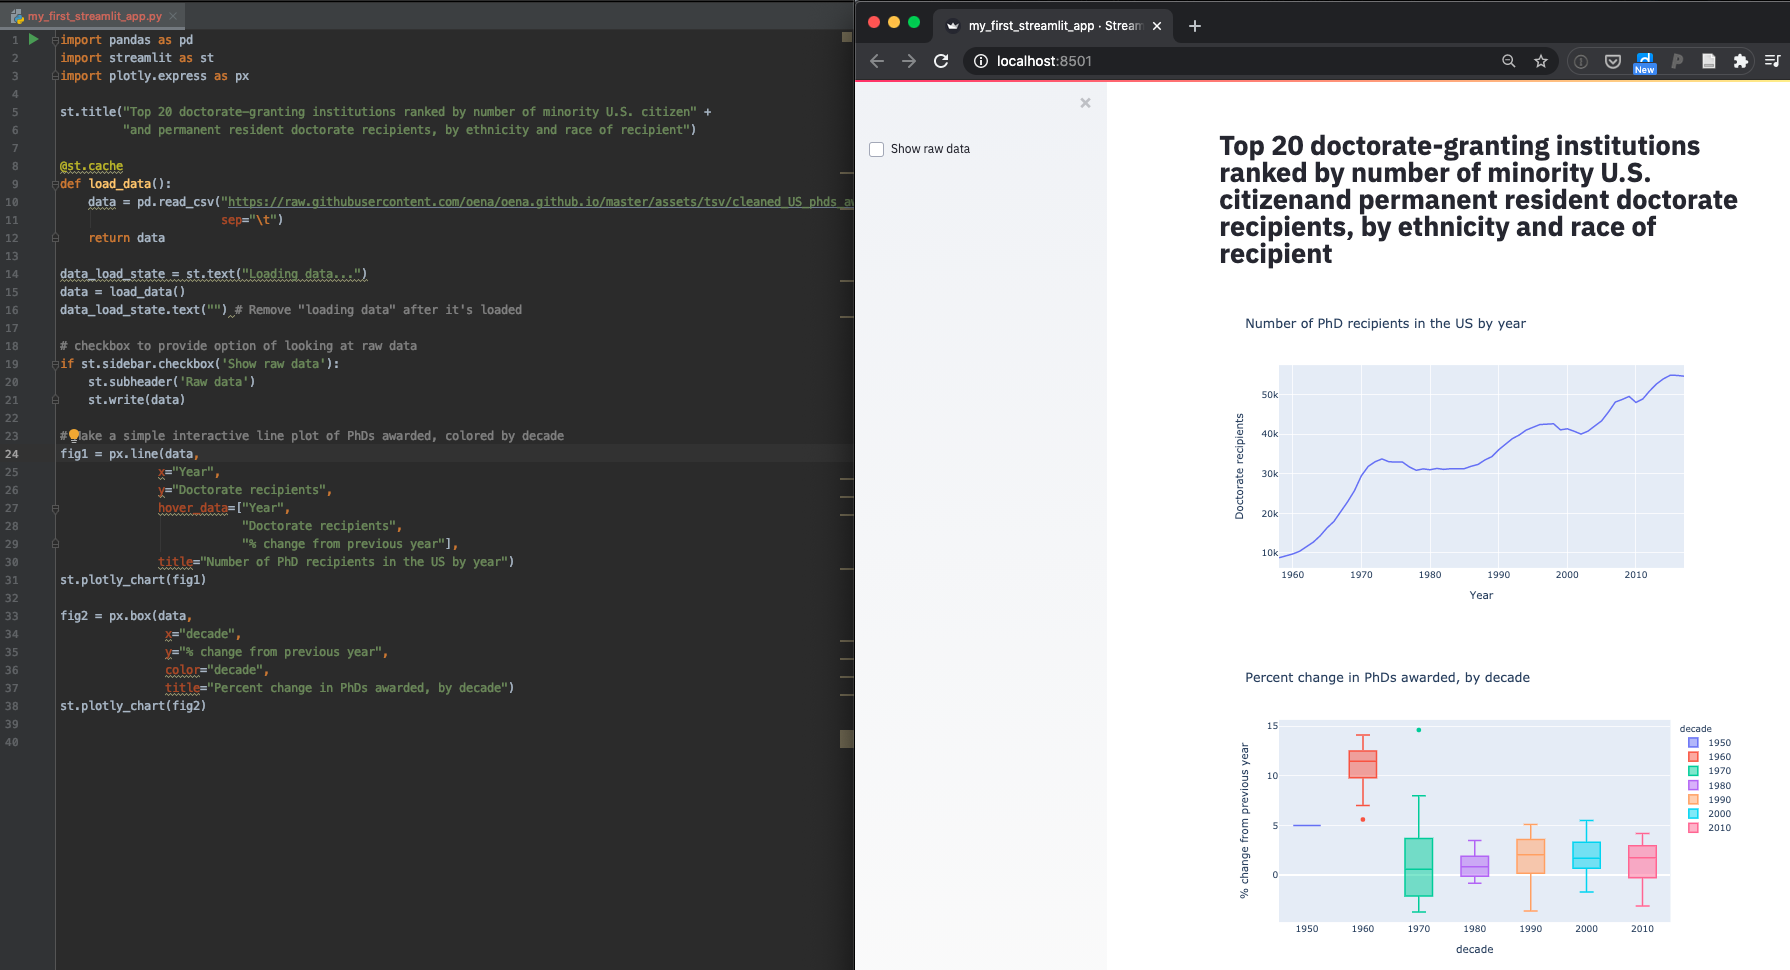 my_first_streamlit_app.py
1 import pandas as pd
2 import streamlit as st
3 import plotly.express as px
4
5 st.title("Top 20 doctorate-granting institutions ranked by number of minority U.S. citizen" +
6 "and permanent resident doctorate recipients, by ethnicity and race of recipient")
7
8 @st.cache
9 def load_data():
10 data = pd.read_csv("https://raw.githubusercontent.com/oena/oena.github.io/master/assets/tsv/cleaned_US_phds_aw
11 sep="\t")
12 return data
13
14 data_load_state = st.text("Loading data...")
15 data = load_data()
16 data_load_state.text("") # Remove "loading data" after it's loaded
17
18 # checkbox to provide option of looking at raw data
19 if st.sidebar.checkbox('Show raw data'):
20 st.subheader('Raw data')
21 st.write(data)
22
23 # Make a simple interactive line plot of PhDs awarded, colored by decade
24 fig1 = px.line(data,
25 x="Year",
26 y="Doctorate recipients",
27 hover_data=["Year",
28 "Doctorate recipients",
29 "% change from previous year"],
30 title="Number of PhD recipients in the US by year")
31 st.plotly_chart(fig1)
32
33 fig2 = px.box(data,
34 x="decade",
35 y="% change from previous year",
36 color="decade",
37 title="Percent change in PhDs awarded, by decade")
38 st.plotly_chart(fig2)
39
40
my_first_streamlit_app · Stream
localhost:8501
New
Show raw data
Top 20 doctorate-granting institutions
ranked by number of minority U.S.
citizenand permanent resident doctorate
recipients, by ethnicity and race of
recipient
Number of PhD recipients in the US by year
Doctorate recipients
50k
40k
30k
20k
10k
1960 1970 1980 1990 2000 2010
Year
Percent change in PhDs awarded, by decade
% change from previous year
15
10
5
0
1950 1960 1970 1980 1990 2000 2010
decade
decade
1950
1960
1970
1980
1990
2000
2010